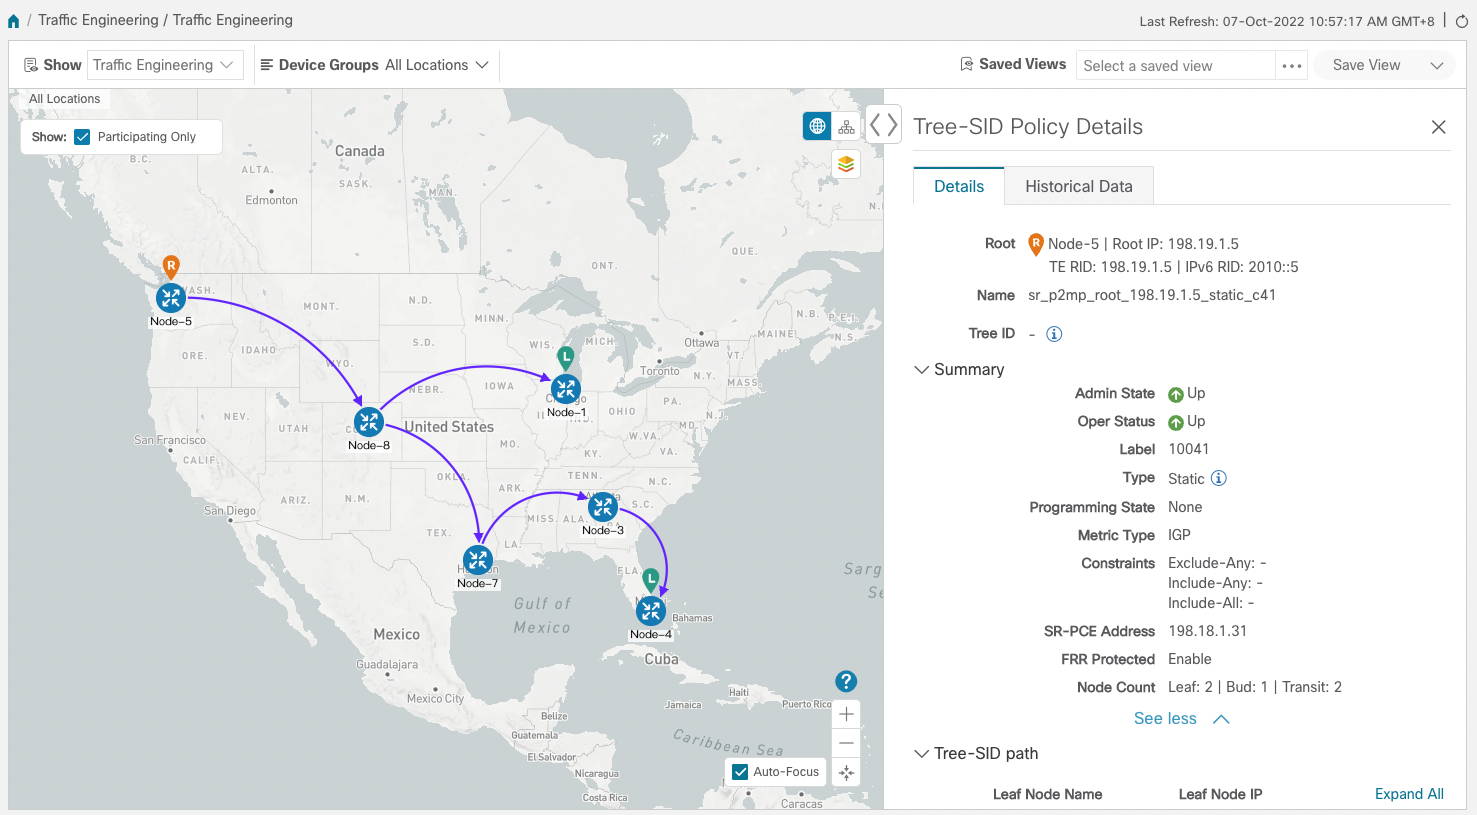 / Traffic Engineering / Traffic Engineering
Last Refresh: 07-Oct-2022 10:57:17 AM GMT+8 |
Show Traffic Engineering
Device Groups All Locations
Saved Views Select a saved view ...
Save View
All Locations
Show: Participating Only
Canada
B.C.
ALTA.
SASK.
MAN.
Edmonton
N.
ONT.
QUE.
R
WASH.
Node-5
MONT.
N.D.
MINN.
N.B.
P.E.I.
N.S.
Ottawa
MAINE
ORE.
IDAHO
WYO.
S.D.
WIS.
MICH
L
Toronto
VT.
N.Y.
MASS.
NEBR.
IOWA
Node-1
OHIO
PA.
N.J.
MD.
NEV.
UTAH
Node-8
United States
San Francisco
CALIF.
MO.
W.VA.
KY.
VA.
OKLA.
ARK.
TENN.
N.C.
ARIZ.
N.M.
San Diego
TEX.
MISS.
ALA.
S.C.
Node-3
LA.
Node-7
FLA.
L
Node-4
Gulf of
Mexico
Bahamas
Sarg
Se
Mexico
Cuba
Guadalajara
Mexico City
Haiti
Jamaica
Puerto Rico
Belize
Guatemala
El Salvador
Nicaragua
Costa Rica
Caribbean Sea
Caracas
?
Auto-Focus
Tree-SID Policy Details
Details
Historical Data
Root R Node-5 | Root IP: 198.19.1.5
TE RID: 198.19.1.5 | IPv6 RID: 2010::5
Name sr_p2mp_root_198.19.1.5_static_c41
Tree ID - i
Summary
Admin State Up
Oper Status Up
Label 10041
Type Static i
Programming State None
Metric Type IGP
Constraints Exclude-Any: -
Include-Any: -
Include-All: -
SR-PCE Address 198.18.1.31
FRR Protected Enable
Node Count Leaf: 2 | Bud: 1 | Transit: 2
See less
Tree-SID path
Leaf Node Name Leaf Node IP Expand All